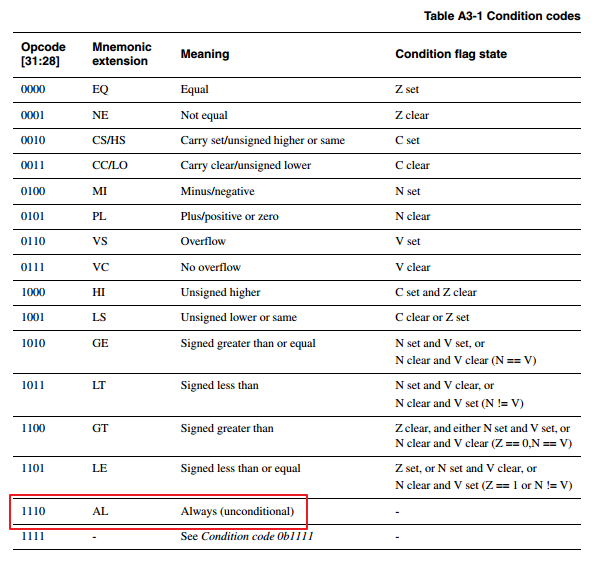 Table A3-1 Condition codes
Opcode [31:28] Mnemonic extension Meaning Condition flag state
0000 EQ Equal Z set
0001 NE Not equal Z clear
0010 CS/HS Carry set/unsigned higher or same C set
0011 CC/LO Carry clear/unsigned lower C clear
0100 MI Minus/negative N set
0101 PL Plus/positive or zero N clear
0110 VS Overflow V set
0111 VC No overflow V clear
1000 HI Unsigned higher C set and Z clear
1001 LS Unsigned lower or same C clear or Z set
1010 GE Signed greater than or equal N set and V set, or
N clear and V clear (N == V)
1011 LT Signed less than N set and V clear, or
N clear and V set (N != V)
1100 GT Signed greater than Z clear, and either N set and V set, or
N clear and V clear (Z == 0,N == V)
1101 LE Signed less than or equal Z set, or N set and V clear, or
N clear and V set (Z == 1 or N != V)
1110 AL Always (unconditional) -
1111 - See Condition code 0b1111 -